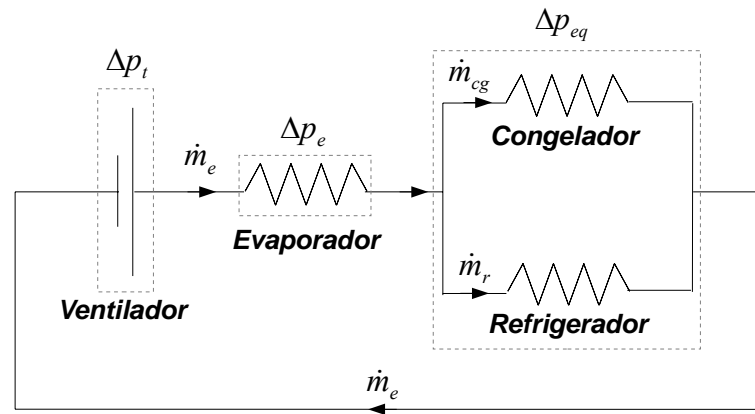 Δp_t
Ventilador
ṁ_e
Δp_e
Evaporador
Δp_eq
ṁ_cg
Congelador
ṁ_r
Refrigerador
ṁ_e